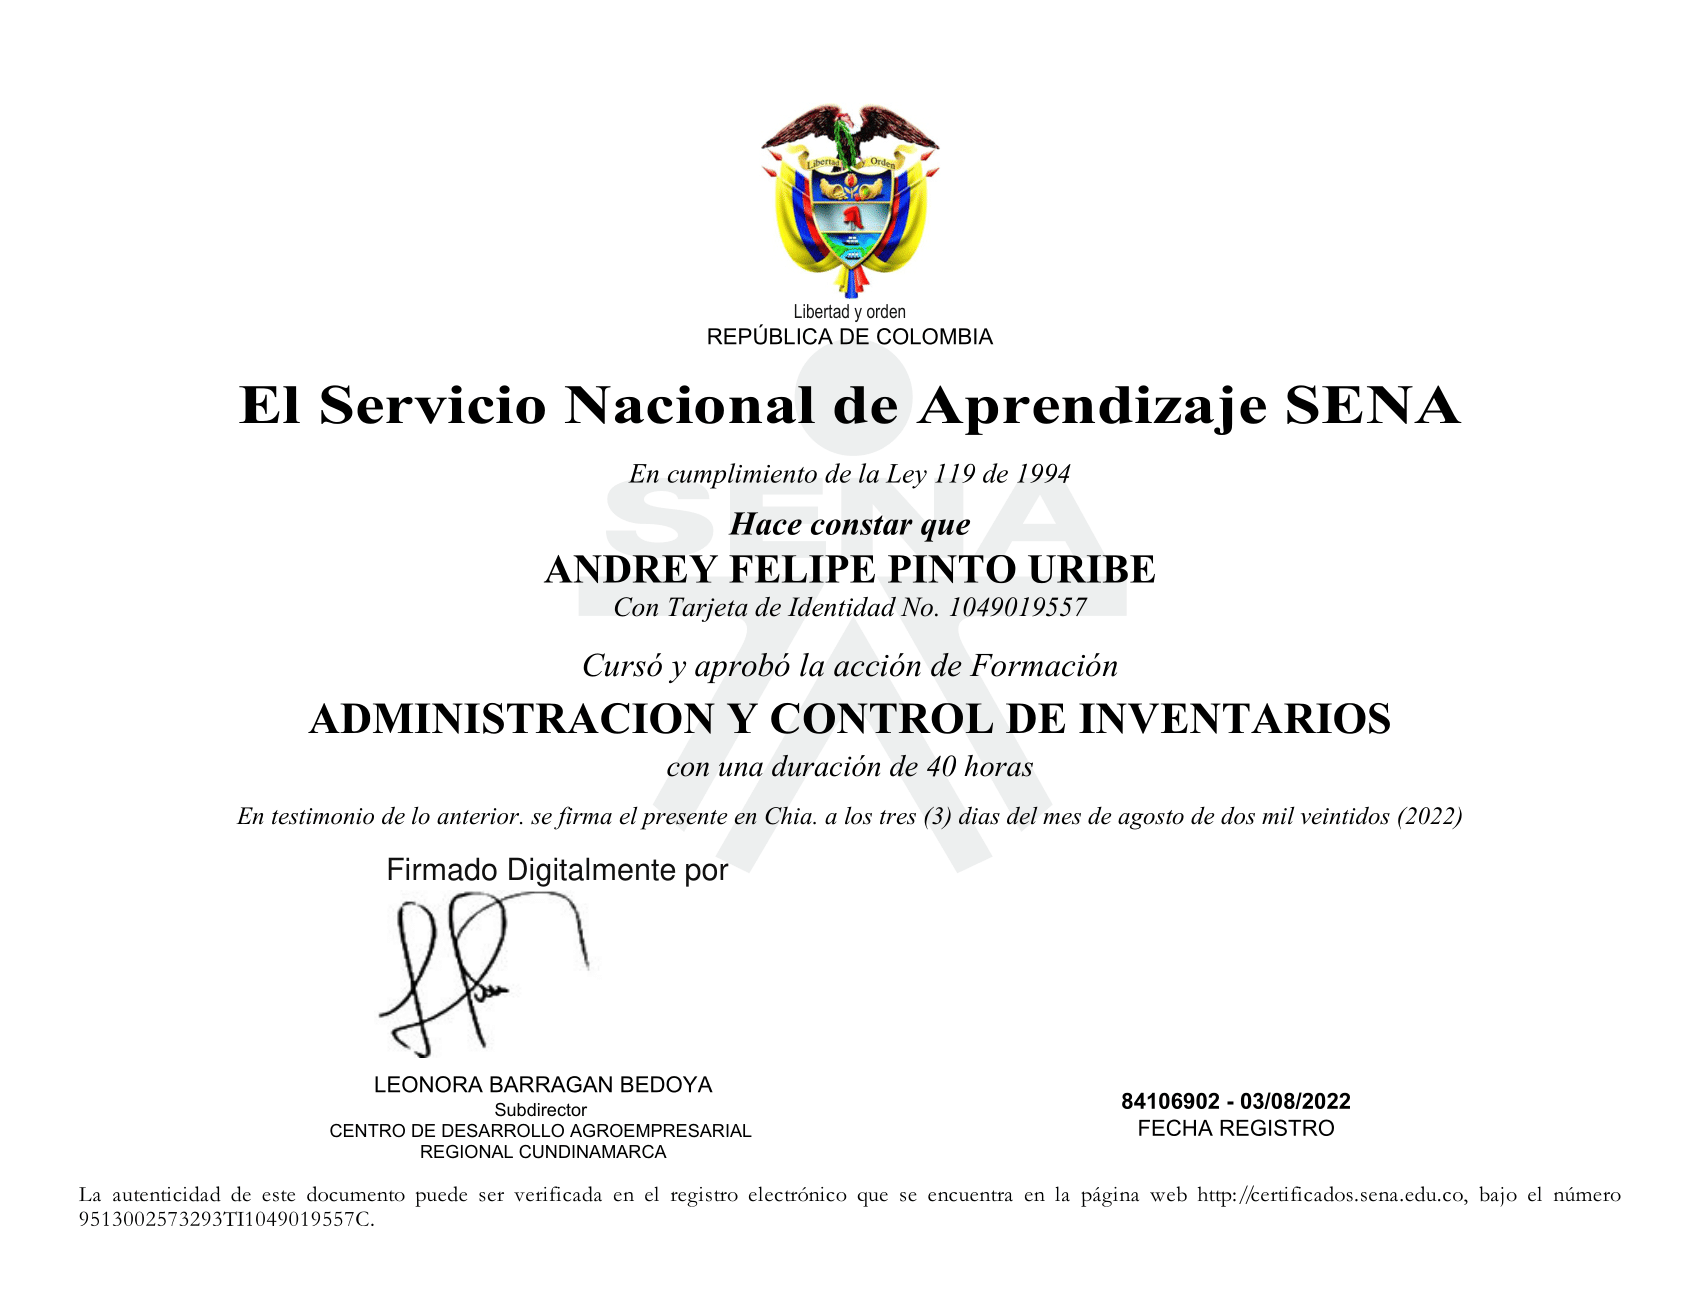 Libertad y Orden
Libertad y orden
REPÚBLICA DE COLOMBIA
El Servicio Nacional de Aprendizaje SENA
En cumplimiento de la Ley 119 de 1994
SENA
Hace constar que
ANDREY FELIPE PINTO URIBE
Con Tarjeta de Identidad No. 1049019557
Cursó y aprobó la acción de Formación
ADMINISTRACION Y CONTROL DE INVENTARIOS
con una duración de 40 horas
En testimonio de lo anterior. se firma el presente en Chia. a los tres (3) dias del mes de agosto de dos mil veintidos (2022)
Firmado Digitalmente por
LEONORA BARRAGAN BEDOYA
Subdirector
CENTRO DE DESARROLLO AGROEMPRESARIAL
REGIONAL CUNDINAMARCA
84106902 - 03/08/2022
FECHA REGISTRO
La autenticidad de este documento puede ser verificada en el registro electrónico que se encuentra en la página web http://certificados.sena.edu.co, bajo el número
9513002573293TI1049019557C.